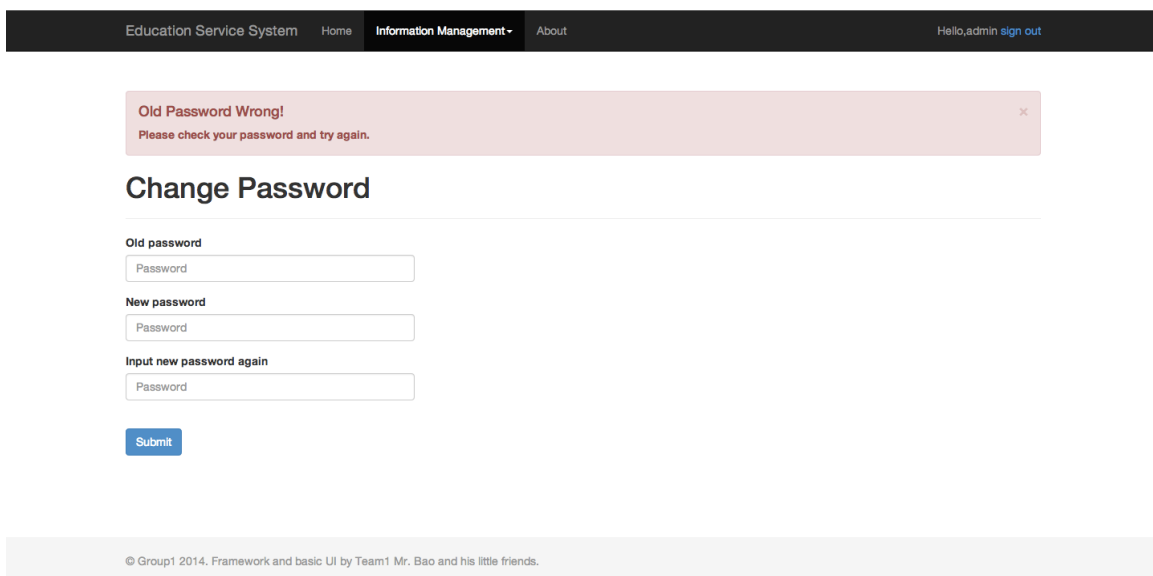 Education Service System Home Information Management About Hello,admin sign out
Old Password Wrong! ×
Please check your password and try again.
Change Password
Old password
Password
New password
Password
Input new password again
Password
Submit
© Group1 2014. Framework and basic UI by Team1 Mr. Bao and his little friends.